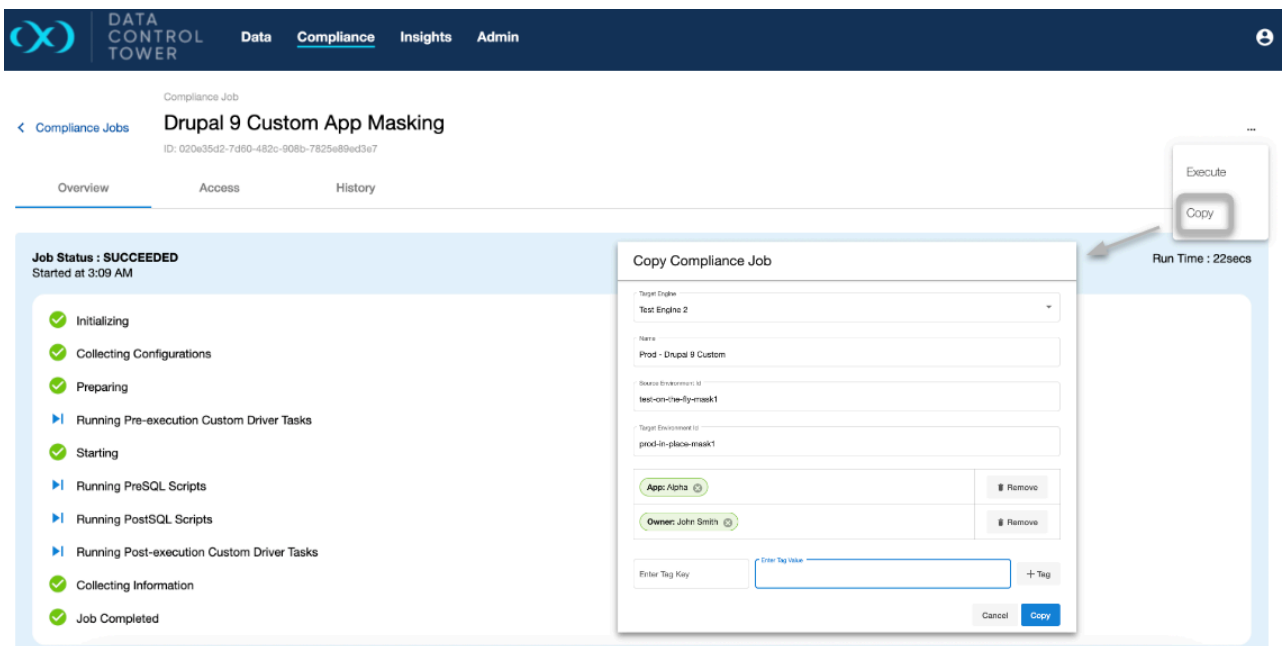 DATA
CONTROL
TOWER
Data Compliance Insights Admin
Compliance Job
Compliance Jobs
Drupal 9 Custom App Masking
ID: 020e35d2-7d60-482c-908b-7825e89ed3e7
...
Execute
Copy
Overview Access History
Job Status : SUCCEEDED
Started at 3:09 AM
Run Time : 22secs
Initializing
Collecting Configurations
Preparing
Running Pre-execution Custom Driver Tasks
Starting
Running PreSQL Scripts
Running PostSQL Scripts
Running Post-execution Custom Driver Tasks
Collecting Information
Job Completed
Copy Compliance Job
Target Engine
Test Engine 2
Name
Prod - Drupal 9 Custom
Source Environment Id
test-on-the-fly-mask1
Target Environment Id
prod-in-place-mask1
App: Alpha Remove
Owner: John Smith Remove
Enter Tag Key
Enter Tag Value
+ Tag
Cancel Copy